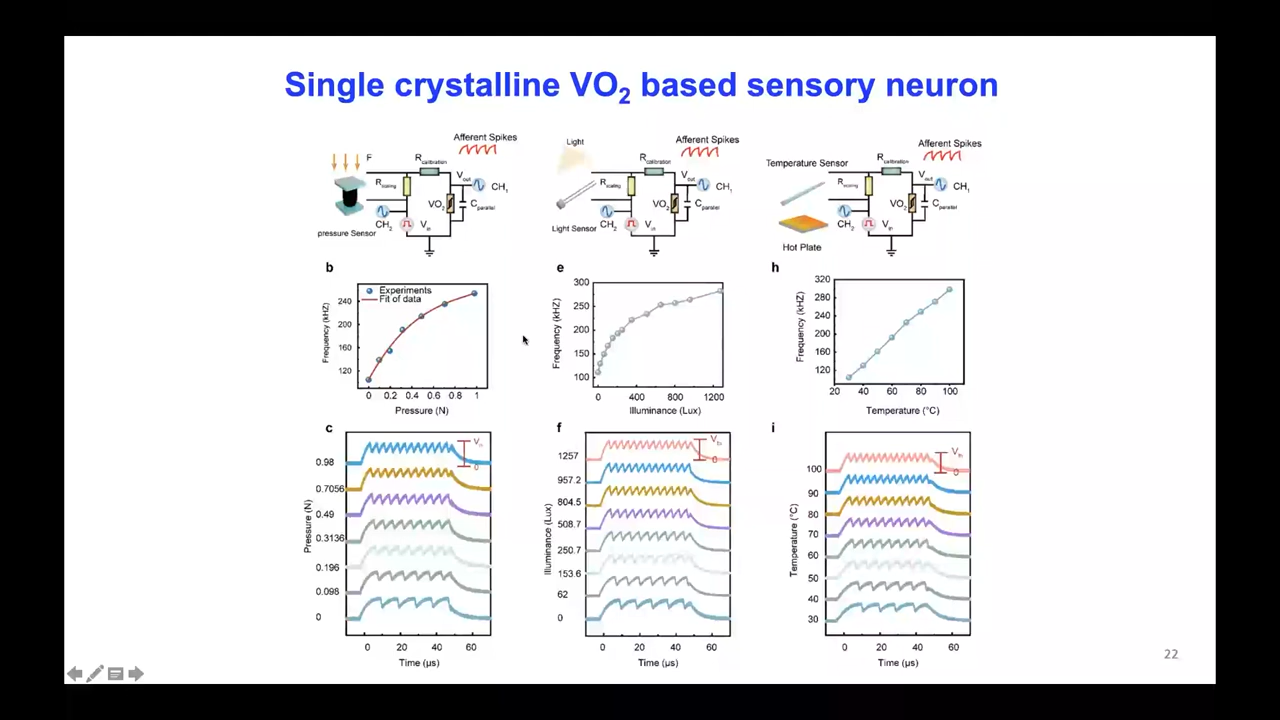 Single crystalline VO2 based sensory neuron
Afferent Spikes
F
Rcalibration
Rscaling
Vout
CH1
VO2
Cparallel
CH2
Vin
pressure Sensor
Light
Afferent Spikes
Rcalibration
Rscaling
Vout
CH1
VO2
Cparallel
CH2
Vin
Light Sensor
Afferent Spikes
Temperature Sensor
Rcalibration
Rscaling
Vout
CH1
VO2
Cparallel
CH2
Vin
Hot Plate
b
Experiments
Fit of data
Frequency (kHZ)
240
200
160
120
0 0.2 0.4 0.6 0.8 1
Pressure (N)
e
Frequency (kHZ)
300
250
200
150
100
0 400 800 1200
Illuminance (Lux)
h
Frequency (kHZ)
320
280
240
200
160
120
20 40 60 80 100
Temperature (°C)
c
Pressure (N)
Vin
0
0.98
0.7056
0.49
0.3136
0.196
0.098
0
0 20 40 60
Time (µs)
f
Illuminance (Lux)
Vin
0
1257
957.2
804.5
508.7
250.7
153.6
62
0
0 20 40 60
Time (µs)
i
Temperature (°C)
Vin
0
100
90
80
70
60
50
40
30
0 20 40 60
Time (µs)
22